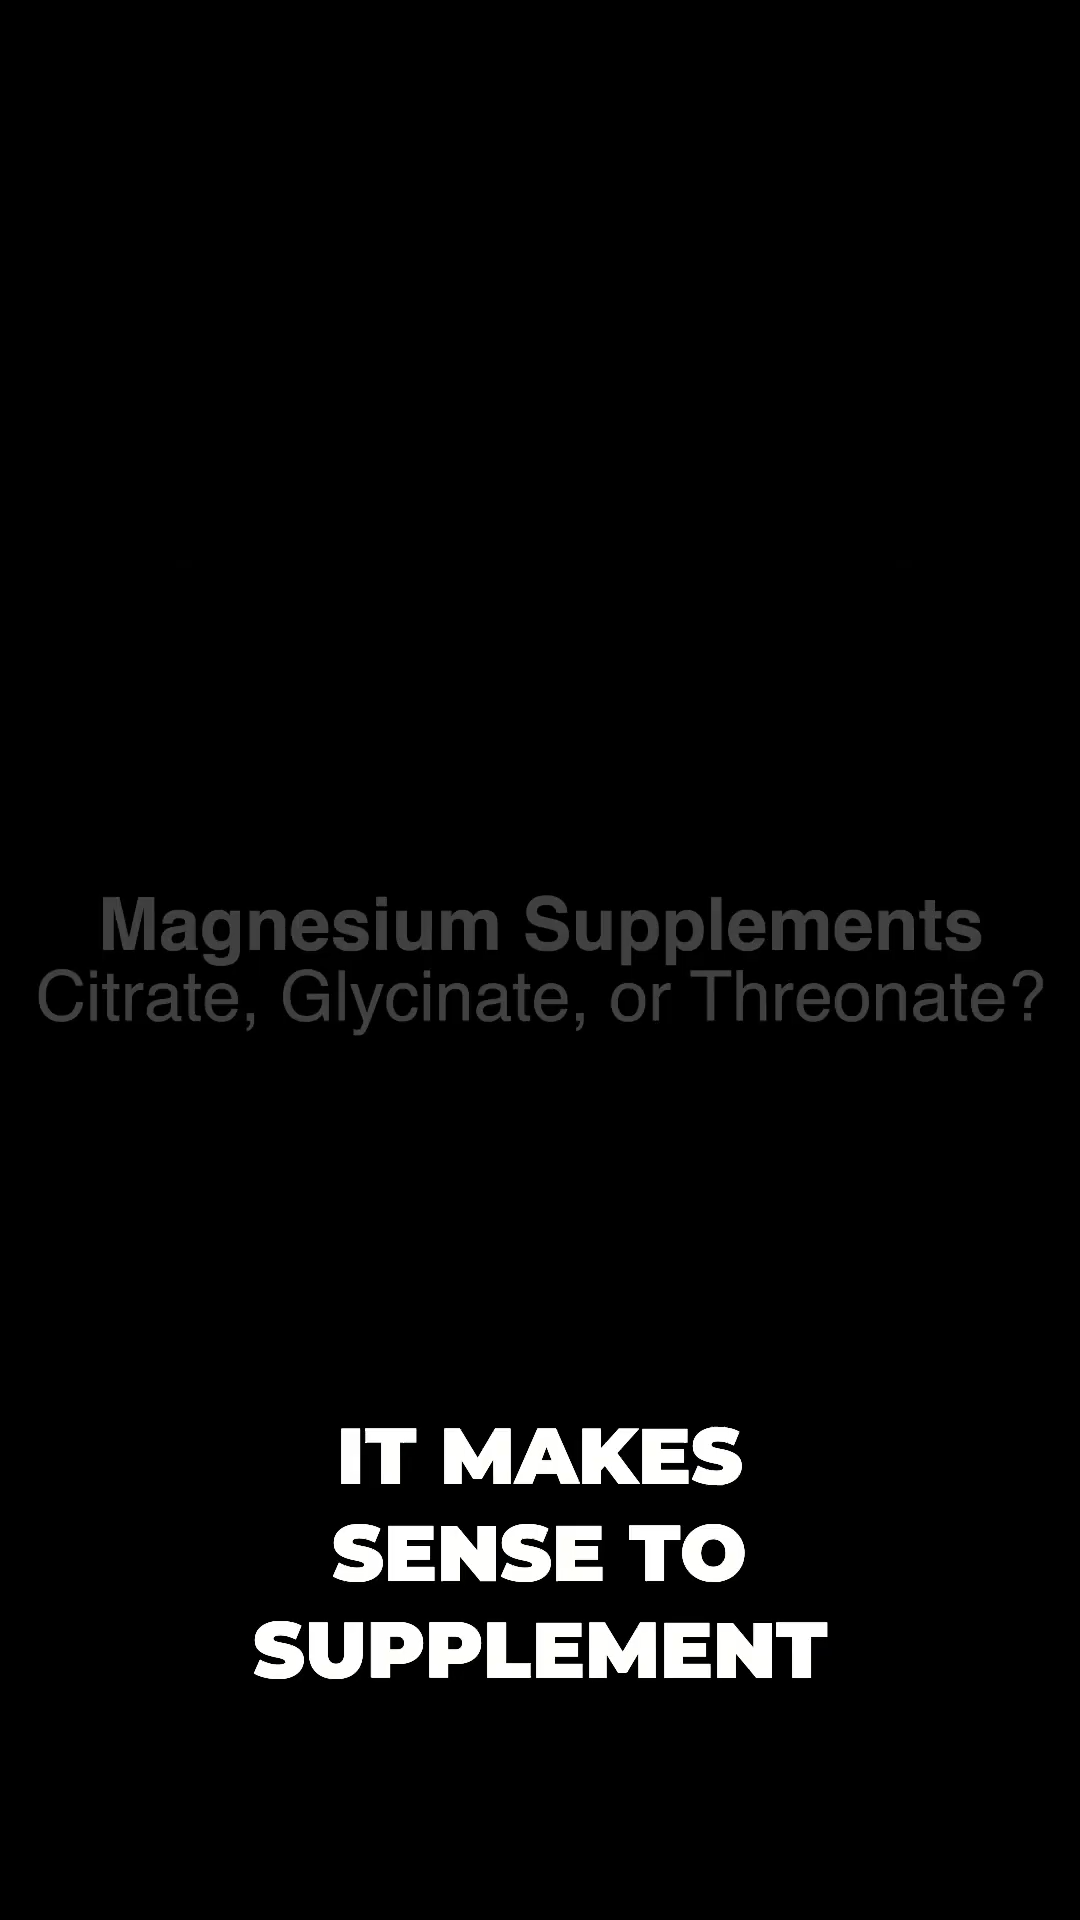 Magnesium Supplements
Citrate, Glycinate, or Threonate?
IT MAKES
SENSE TO
SUPPLEMENT